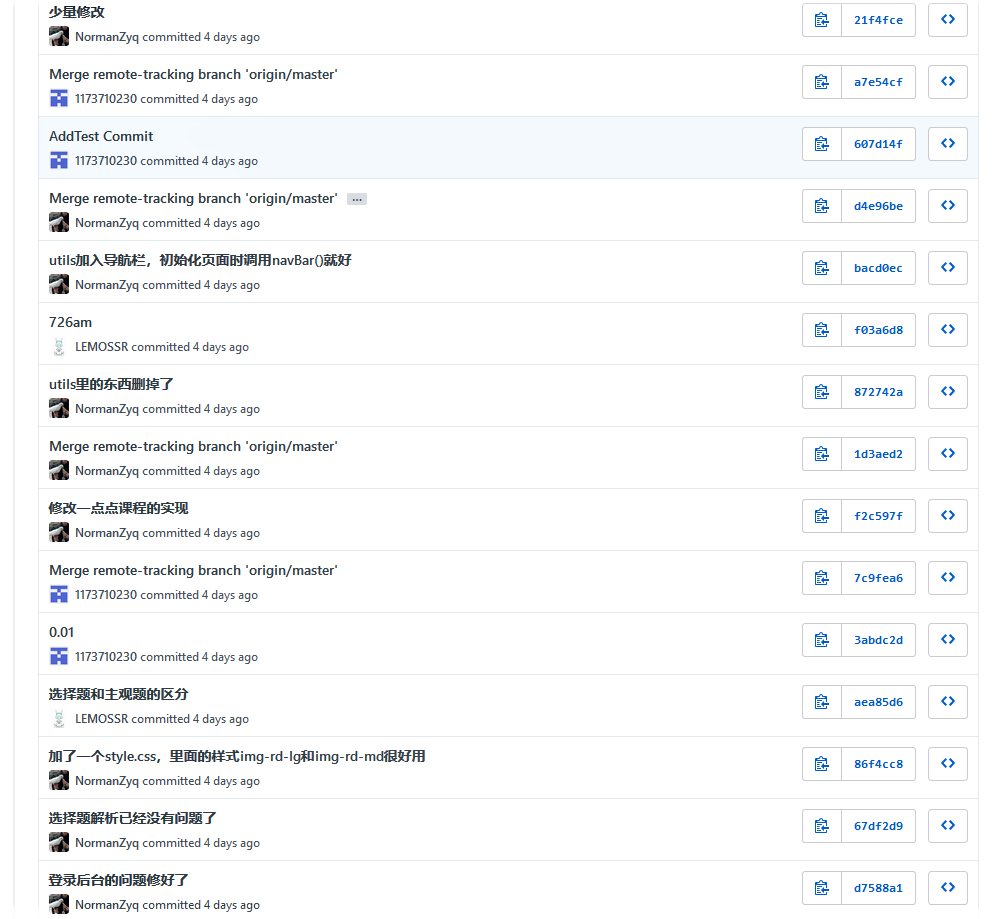 少量修改
21f4fce
NormanZyq committed 4 days ago
Merge remote-tracking branch 'origin/master'
a7e54cf
1173710230 committed 4 days ago
AddTest Commit
607d14f
1173710230 committed 4 days ago
Merge remote-tracking branch 'origin/master' ...
d4e96be
NormanZyq committed 4 days ago
utils加入导航栏，初始化页面时调用navBar()就好
bacd0ec
NormanZyq committed 4 days ago
726am
f03a6d8
LEMOSSR committed 4 days ago
utils里的东西删掉了
872742a
NormanZyq committed 4 days ago
Merge remote-tracking branch 'origin/master'
1d3aed2
NormanZyq committed 4 days ago
修改一点点课程的实现
f2c597f
NormanZyq committed 4 days ago
Merge remote-tracking branch 'origin/master'
7c9fea6
1173710230 committed 4 days ago
0.01
3abdc2d
1173710230 committed 4 days ago
选择题和主观题的区分
aea85d6
LEMOSSR committed 4 days ago
加了一个style.css，里面的样式img-rd-lg和img-rd-md很好用
86f4cc8
NormanZyq committed 4 days ago
选择题解析已经没有问题了
67df2d9
NormanZyq committed 4 days ago
登录后台的问题修好了
d7588a1
NormanZyq committed 4 days ago